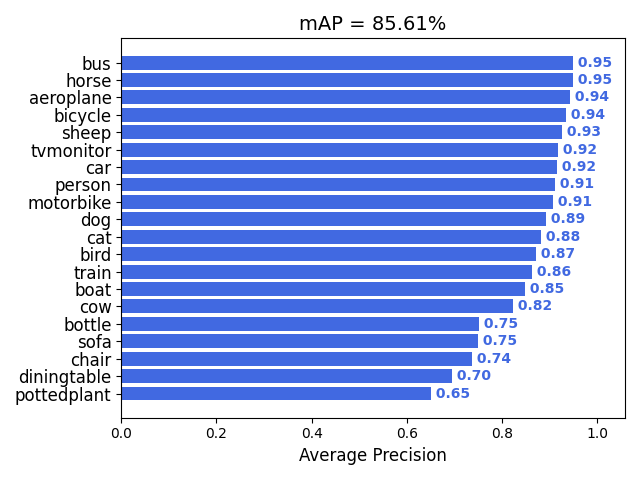 mAP = 85.61%
bus 0.95
horse 0.95
aeroplane 0.94
bicycle 0.94
sheep 0.93
tvmonitor 0.92
car 0.92
person 0.91
motorbike 0.91
dog 0.89
cat 0.88
bird 0.87
train 0.86
boat 0.85
cow 0.82
bottle 0.75
sofa 0.75
chair 0.74
diningtable 0.70
pottedplant 0.65
0.0 0.2 0.4 0.6 0.8 1.0
Average Precision